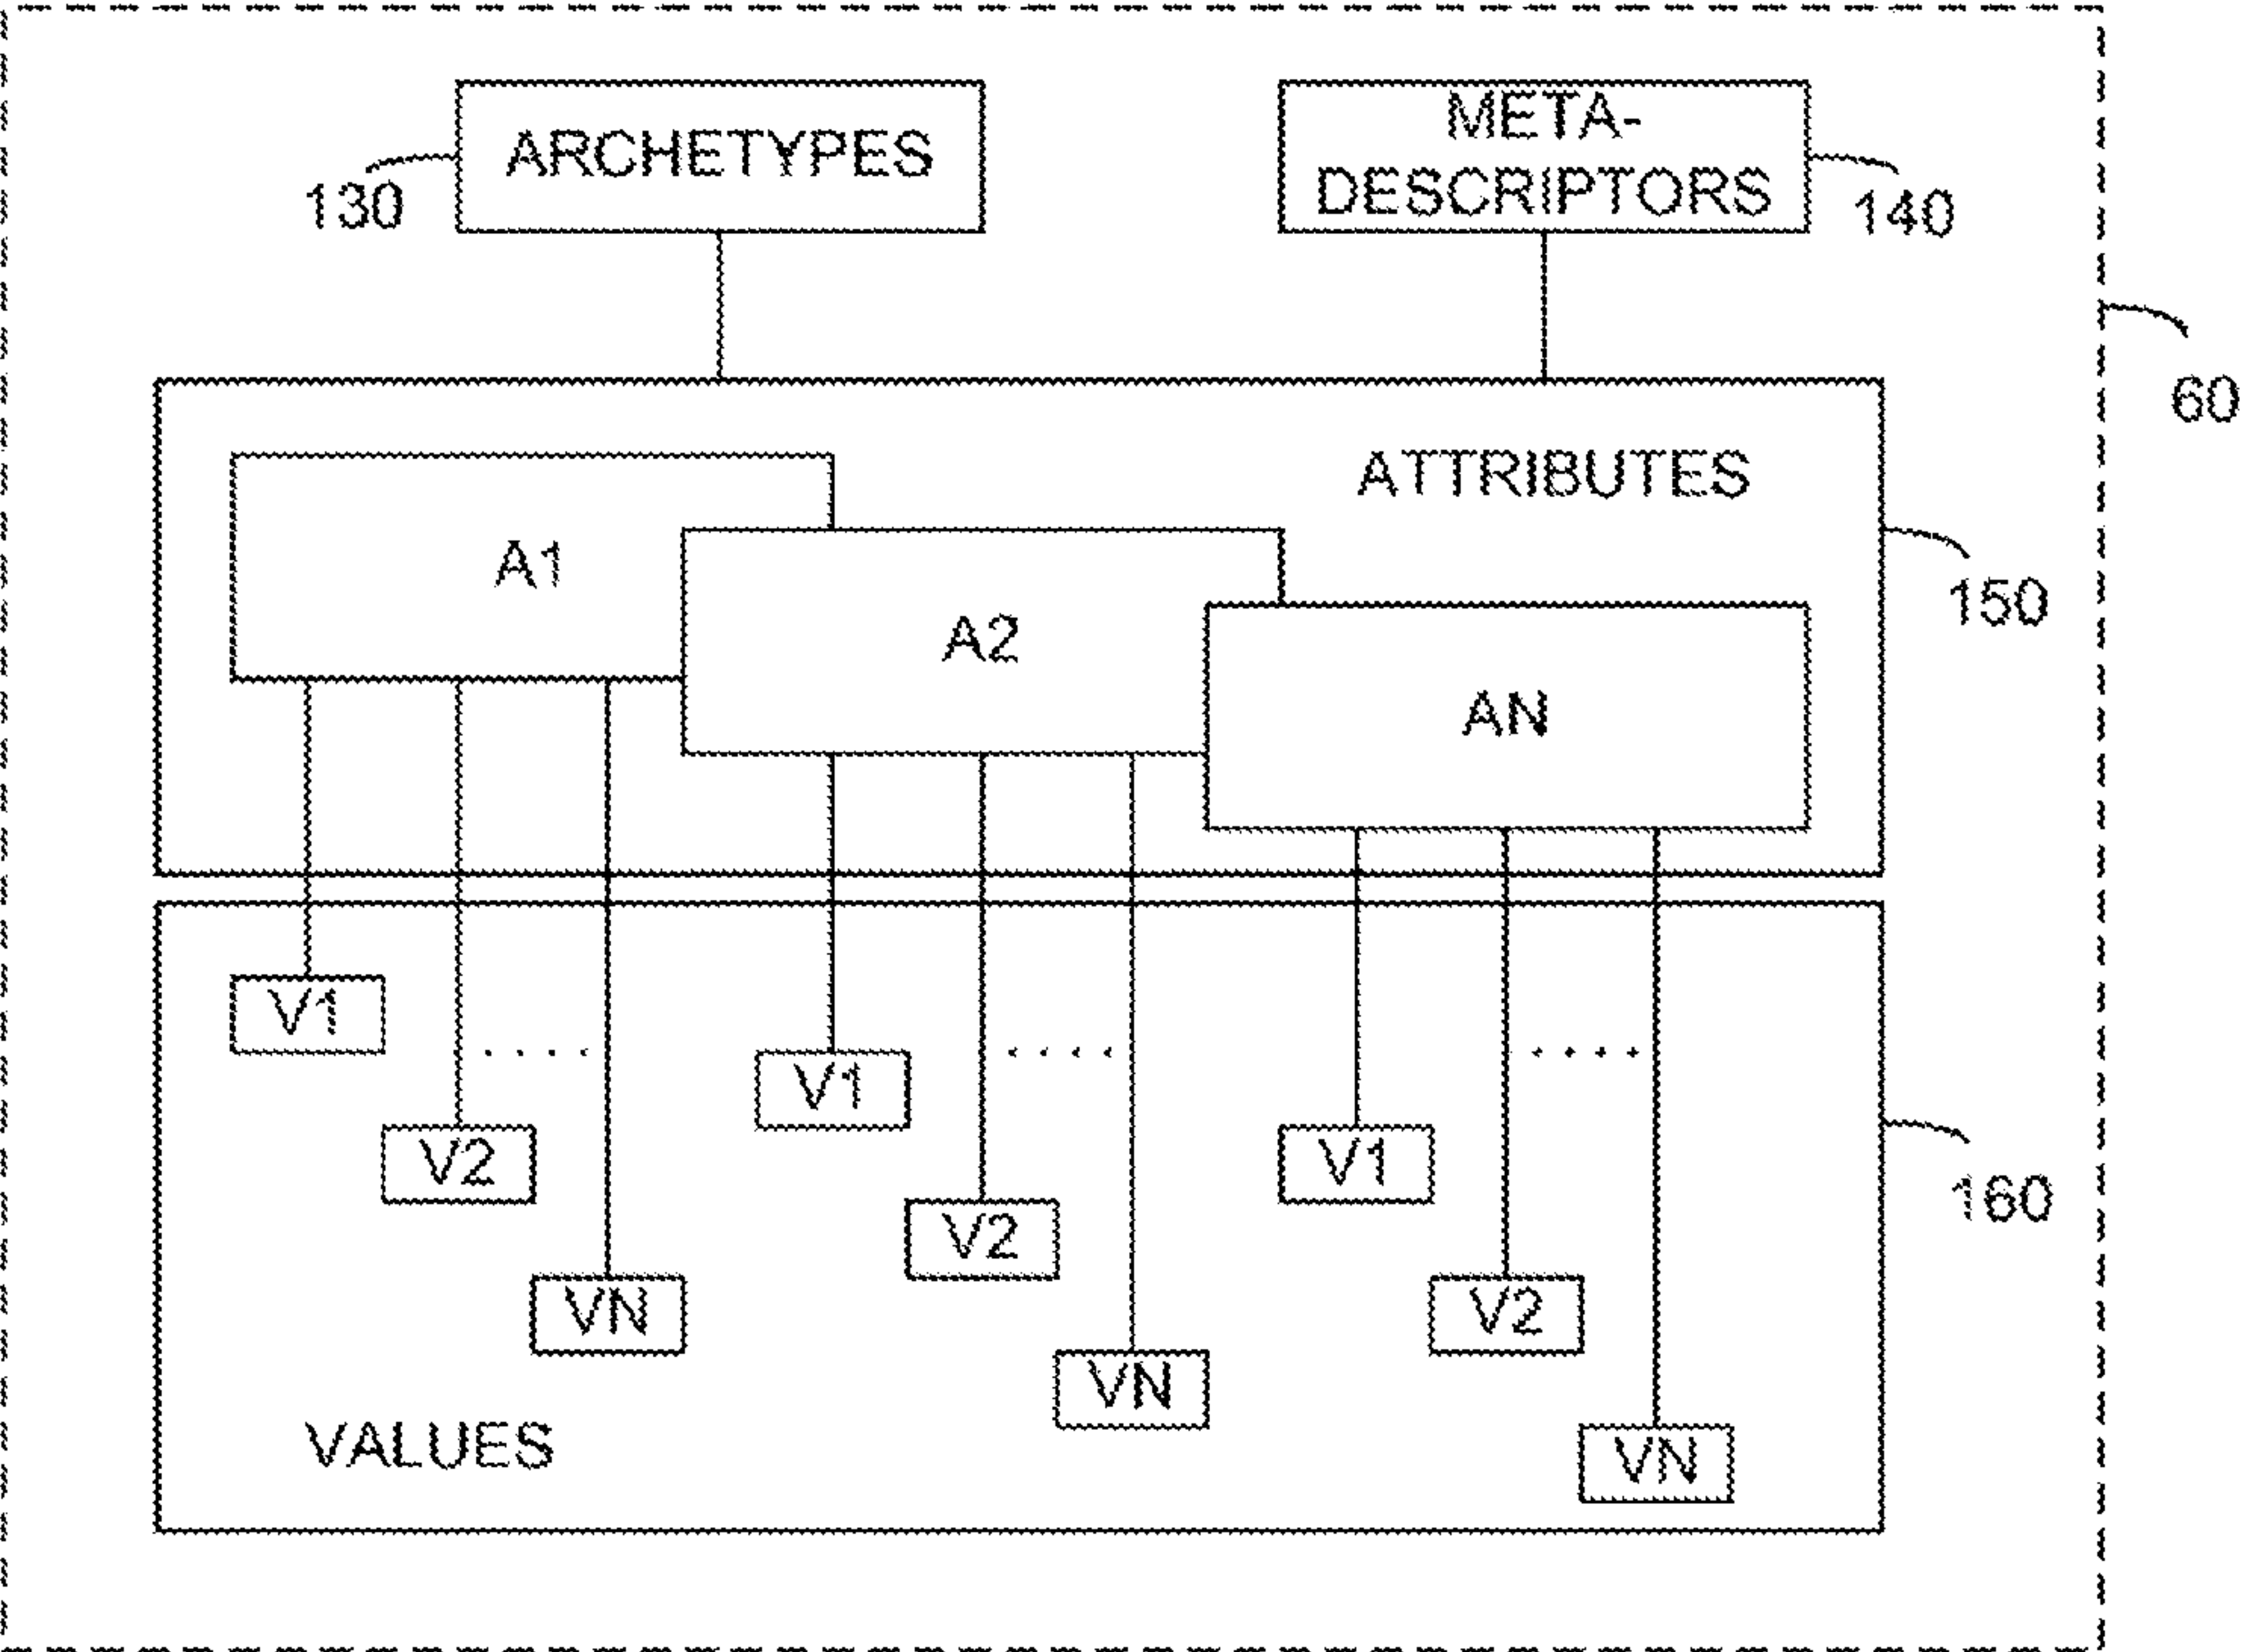 ARCHETYPES
META-
DESCRIPTORS
130
140
60
ATTRIBUTES
A1
150
A2
AN
V1
V1
V2
V1
160
V2
VN
V2
VN
VALUES
VN